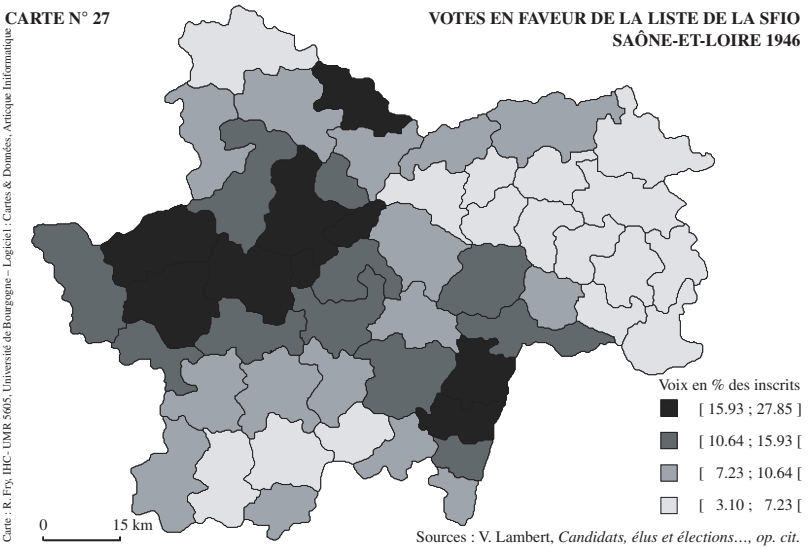 CARTE N° 27
VOTES EN FAVEUR DE LA LISTE DE LA SFIO
SAÔNE-ET-LOIRE 1946
Carte : R. Fry, IHC- UMR 5605, Université de Bourgogne – Logiciel : Cartes & Données, Articque Iniformatique
Voix en % des inscrits
[ 15.93 ; 27.85 ]
[ 10.64 ; 15.93 [
[ 7.23 ; 10.64 [
[ 3.10 ; 7.23 [
0 15 km
Sources : V. Lambert, Candidats, élus et élections…, op. cit.